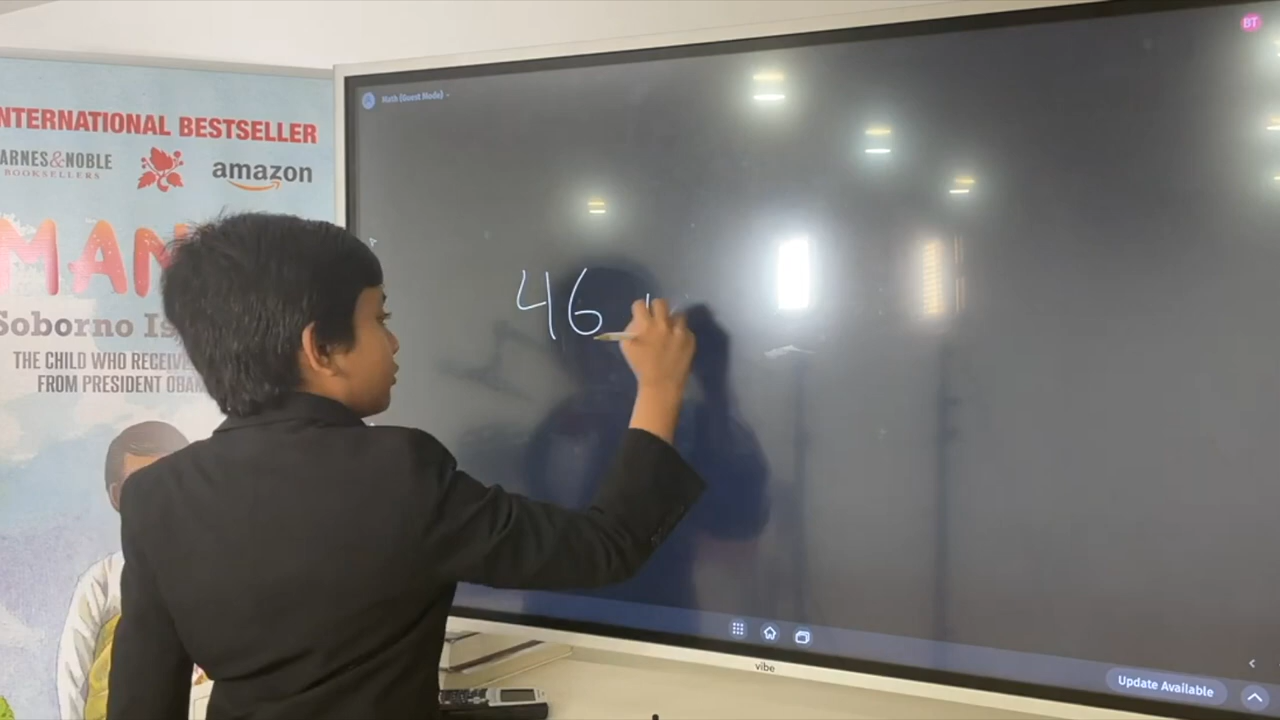 INTERNATIONAL BESTSELLER
BARNES&NOBLE
BOOKSELLERS
amazon
MAN
Soborno Is
THE CHILD WHO RECEIVE
FROM PRESIDENT OBAM
Math (Guest Mode)
46
BT
vibe
Update Available